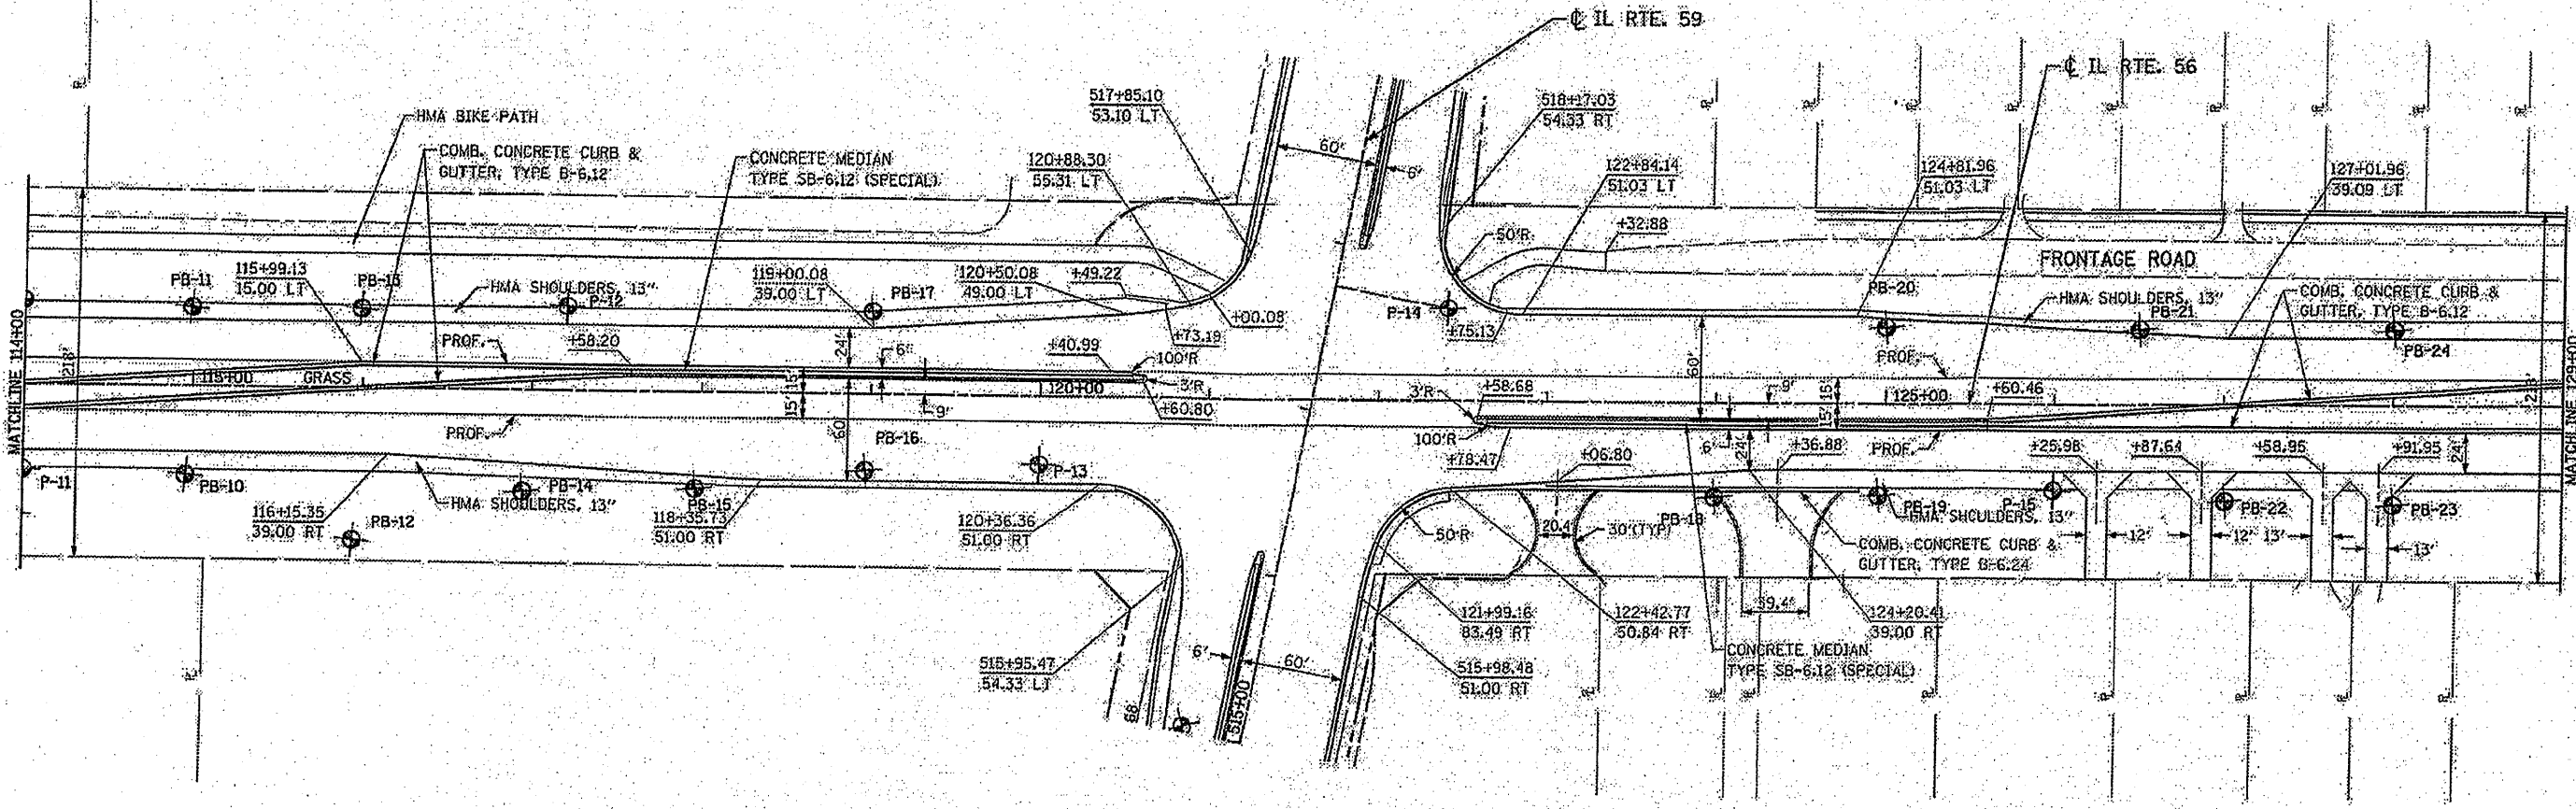 ℄ IL RTE. 59
℄ IL RTE. 56
HMA BIKE PATH
COMB. CONCRETE CURB &
GUTTER, TYPE B-6.12
CONCRETE MEDIAN
TYPE SB-6.12 (SPECIAL)
517+85.10
53.10 LT
120+88.30
55.31 LT
60'
6'
518+17.03
54.33 RT
122+84.14
51.03 LT
124+81.96
51.03 LT
127+01.96
39.09 LT
50'R
+32.88
FRONTAGE ROAD
PB-11
115+99.13
15.00 LT
HMA SHOULDERS, 13"
P-12
119+00.08
39.00 LT
PB-17
120+50.08
49.00 LT
+49.22
+00.08
+73.19
P-14
+75.13
PB-20
HMA SHOULDERS, 13"
PB-21
COMB. CONCRETE CURB &
GUTTER, TYPE B-6.12
PB-24
MATCHLINE 114+00
218'
PROF.
+58.20
24'
6'
+40.99
100'R
60'
PROF.
MATCHLINE 129+00
115+00
GRASS
15'
15'
9'
120+00
3'R
+60.80
3'R
+58.68
9'
15'
15'
125+00
+60.46
PROF.
60'
PB-16
100'R
+78.47
6'
24'
+36.88
PROF.
+06.80
+25.98
+87.64
+58.95
+91.95
24'
P-11
PB-10
PB-14
HMA SHOULDERS, 13"
PB-15
P-13
116+15.35
39.00 RT
PB-12
118+35.73
51.00 RT
120+36.36
51.00 RT
50'R
20.4'
30'(TYP)
PB-18
PB-19
P-15
HMA SHOULDERS, 13"
PB-22
PB-23
COMB. CONCRETE CURB &
GUTTER, TYPE B-6.24
12'
12'
13'
13'
59.4'
121+99.16
83.49 RT
122+42.77
50.84 RT
124+20.41
39.00 RT
515+95.47
54.33 LT
6'
60'
515+98.48
51.00 RT
CONCRETE MEDIAN
TYPE SB-6.12 (SPECIAL)
515+00